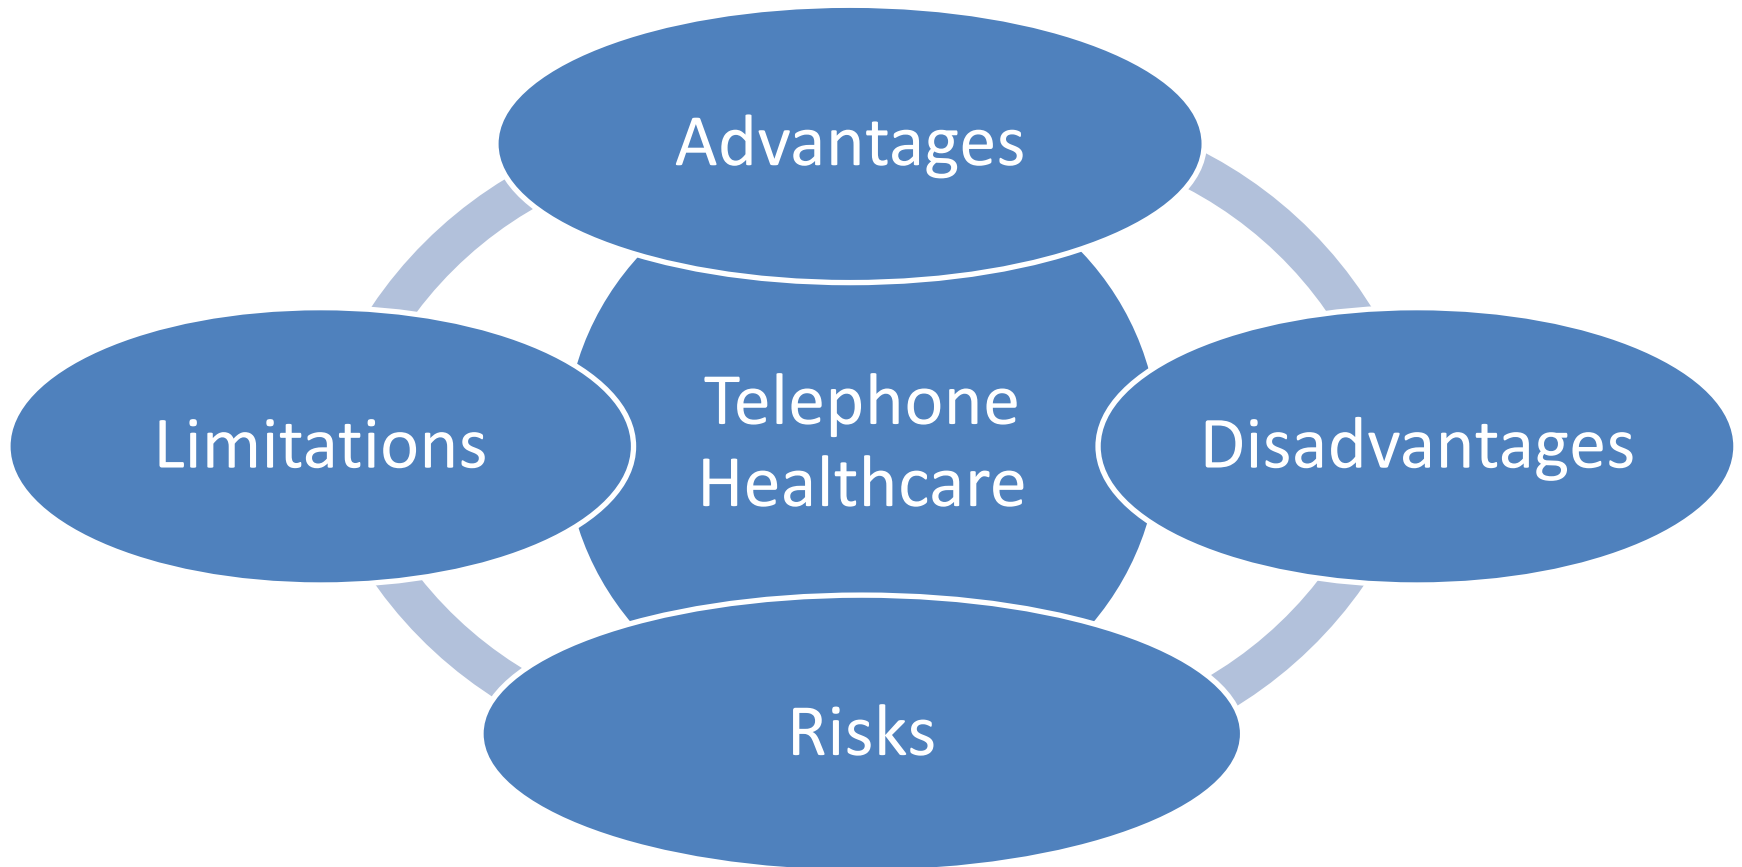 Advantages
Limitations
Telephone
Healthcare
Disadvantages
Risks